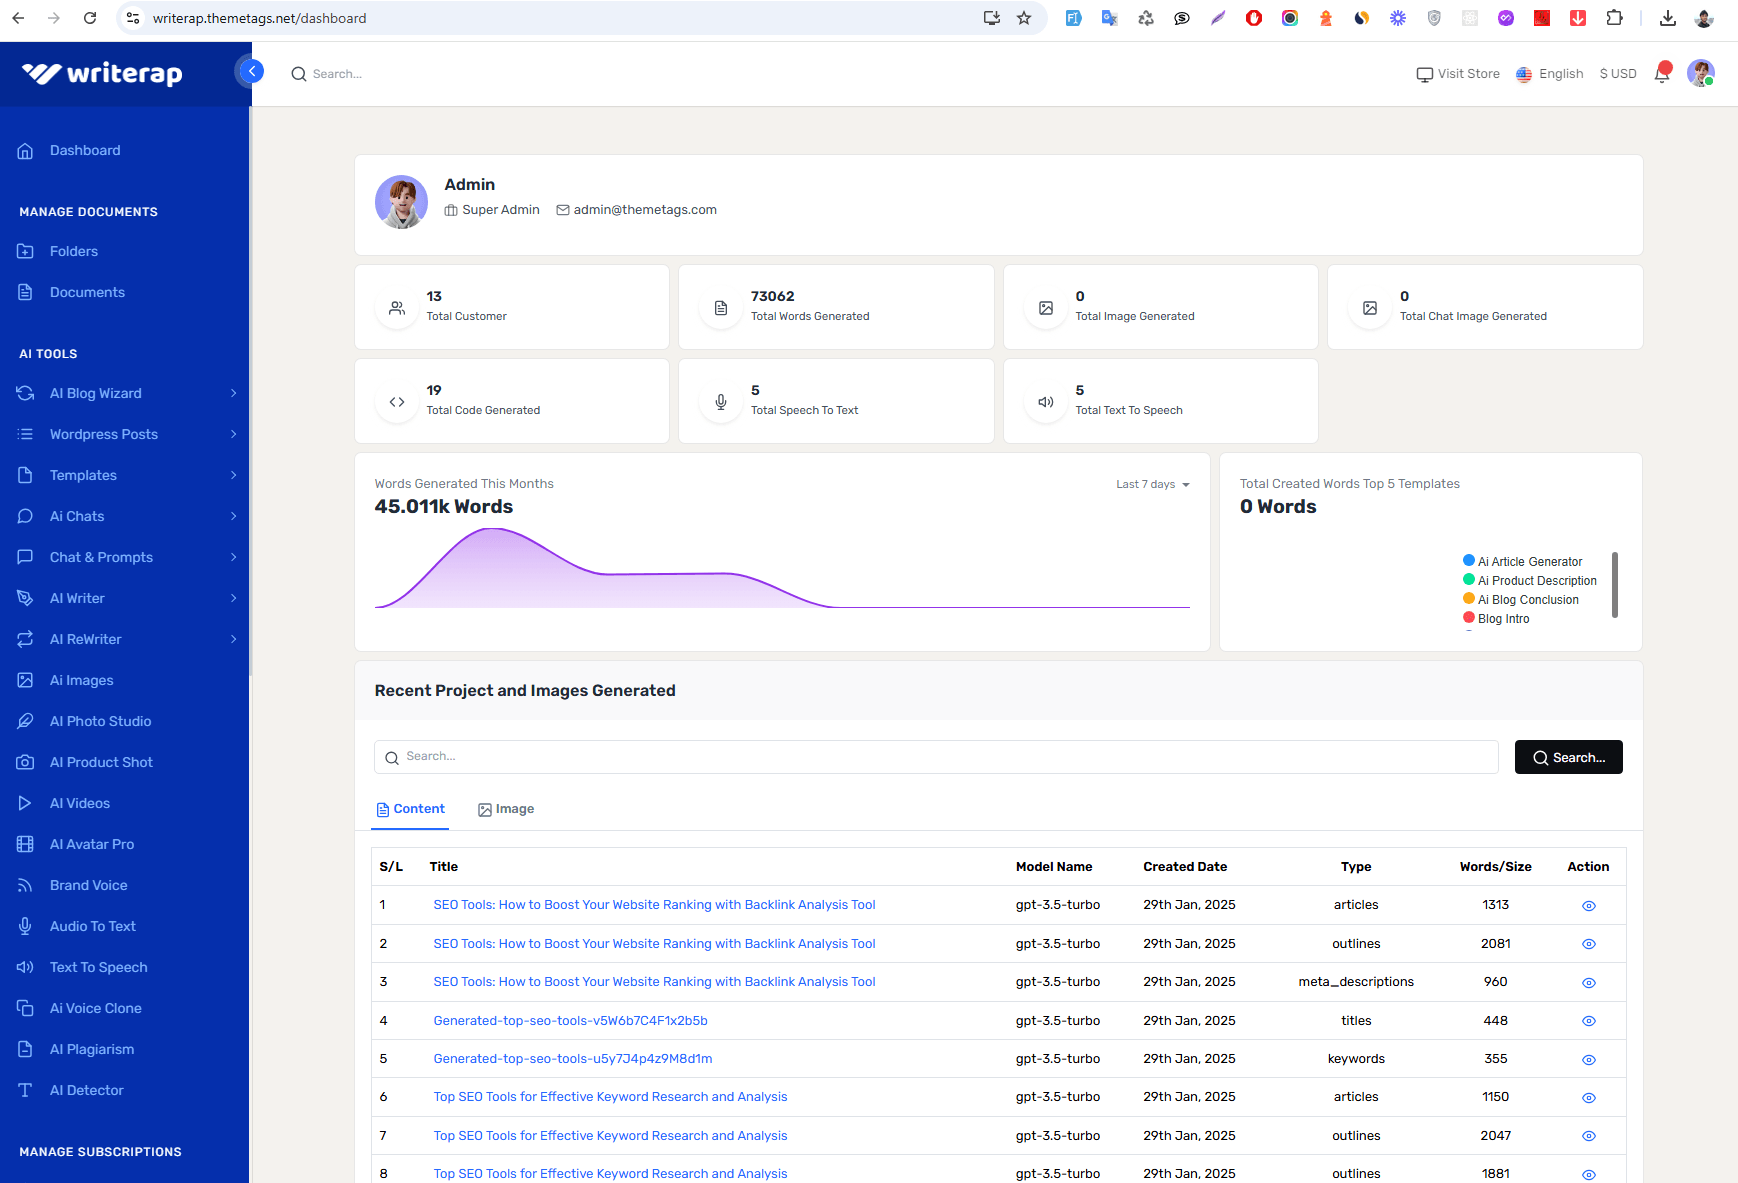 writerap.themetags.net/dashboard
writerap
Search...
Visit Store
English
$ USD
Dashboard
MANAGE DOCUMENTS
Folders
Documents
AI TOOLS
AI Blog Wizard
Wordpress Posts
Templates
Ai Chats
Chat & Prompts
AI Writer
AI ReWriter
Ai Images
AI Photo Studio
AI Product Shot
AI Videos
AI Avatar Pro
Brand Voice
Audio To Text
Text To Speech
Ai Voice Clone
AI Plagiarism
AI Detector
MANAGE SUBSCRIPTIONS
Admin
Super Admin admin@themetags.com
13
Total Customer
73062
Total Words Generated
0
Total Image Generated
0
Total Chat Image Generated
19
Total Code Generated
5
Total Speech To Text
5
Total Text To Speech
Words Generated This Months
Last 7 days
45.011k Words
Total Created Words Top 5 Templates
0 Words
Ai Article Generator
Ai Product Description
Ai Blog Conclusion
Blog Intro
Recent Project and Images Generated
Search...
Search...
Content
Image
S/L Title Model Name Created Date Type Words/Size Action
1 SEO Tools: How to Boost Your Website Ranking with Backlink Analysis Tool gpt-3.5-turbo 29th Jan, 2025 articles 1313
2 SEO Tools: How to Boost Your Website Ranking with Backlink Analysis Tool gpt-3.5-turbo 29th Jan, 2025 outlines 2081
3 SEO Tools: How to Boost Your Website Ranking with Backlink Analysis Tool gpt-3.5-turbo 29th Jan, 2025 meta_descriptions 960
4 Generated-top-seo-tools-v5W6b7C4F1x2b5b gpt-3.5-turbo 29th Jan, 2025 titles 448
5 Generated-top-seo-tools-u5y7J4p4z9M8d1m gpt-3.5-turbo 29th Jan, 2025 keywords 355
6 Top SEO Tools for Effective Keyword Research and Analysis gpt-3.5-turbo 29th Jan, 2025 articles 1150
7 Top SEO Tools for Effective Keyword Research and Analysis gpt-3.5-turbo 29th Jan, 2025 outlines 2047
8 Top SEO Tools for Effective Keyword Research and Analysis gpt-3.5-turbo 29th Jan, 2025 outlines 1881